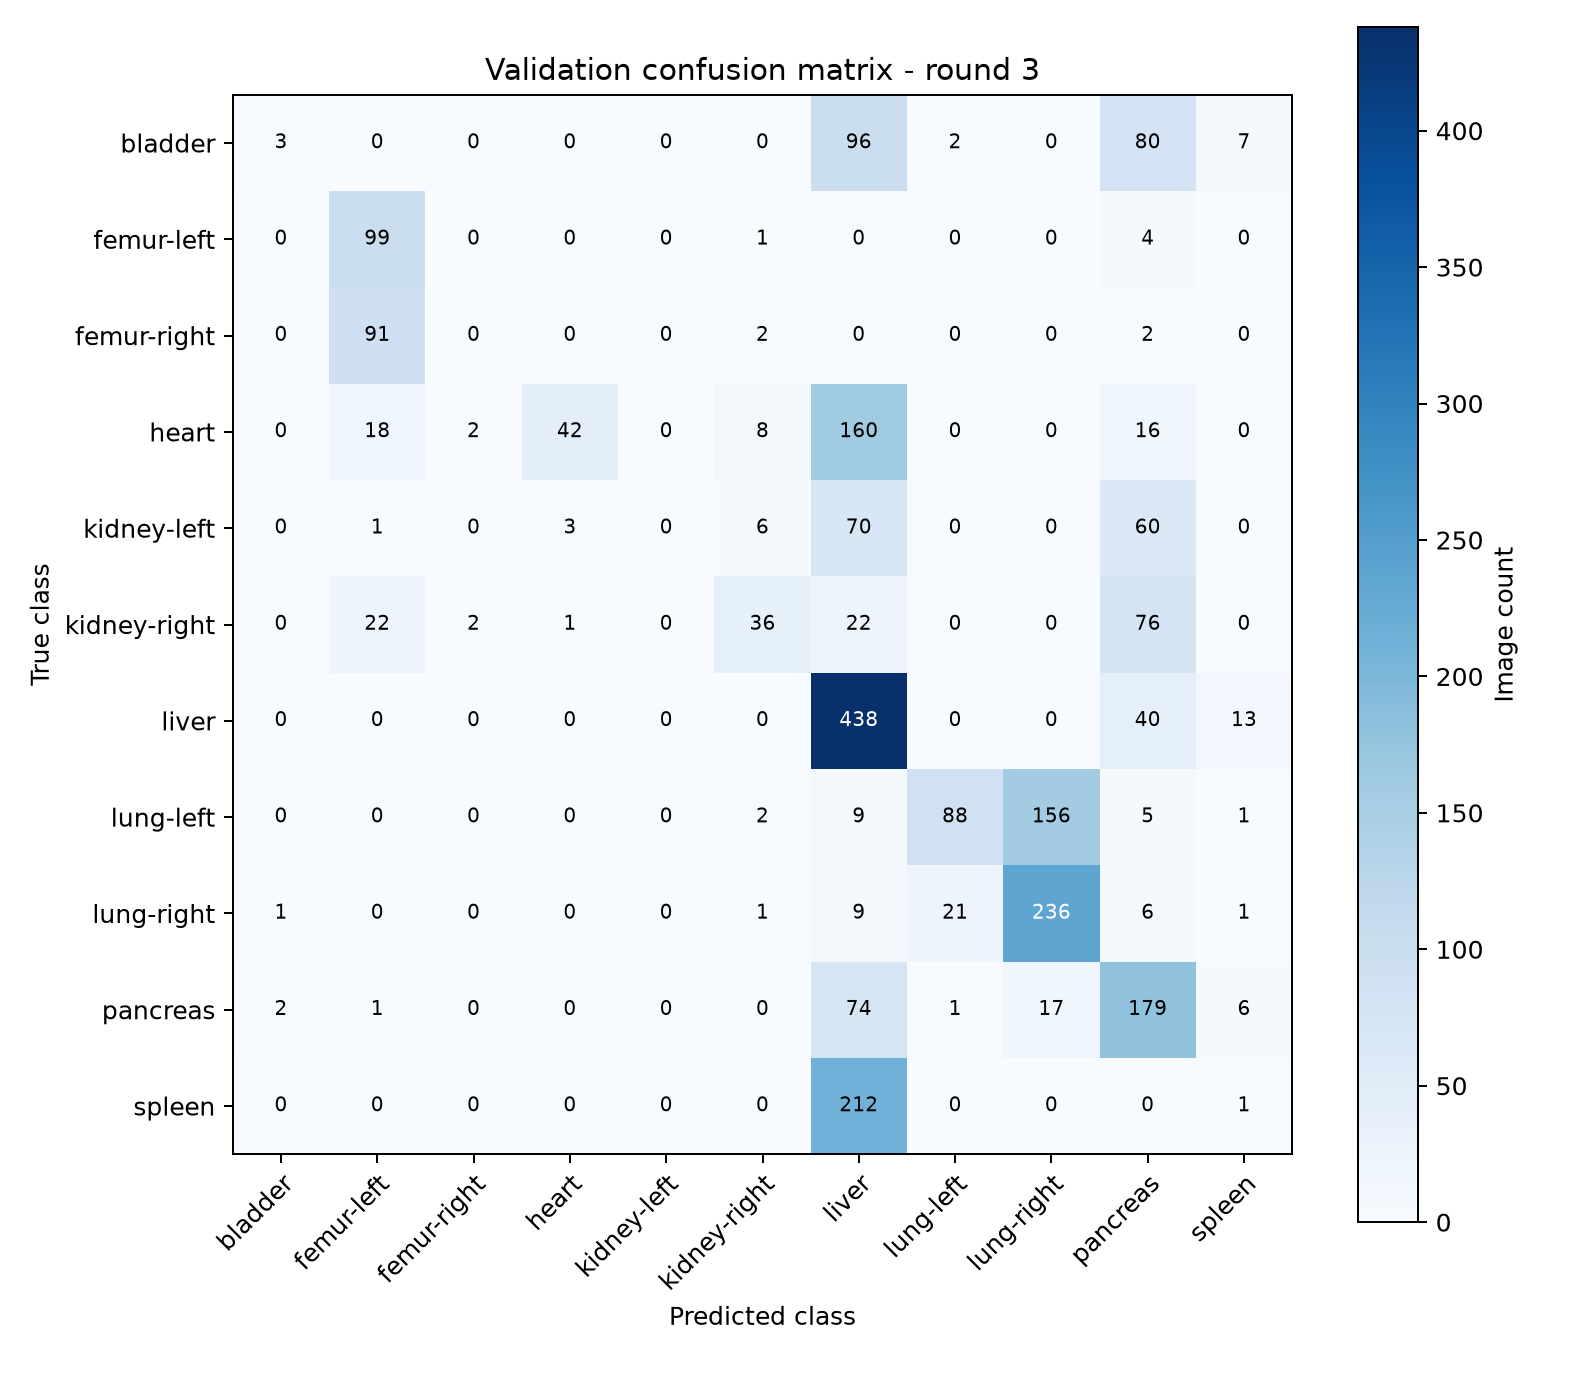 Validation confusion matrix - round 3
bladder 3 0 0 0 0 0 96 2 0 80 7
femur-left 0 99 0 0 0 1 0 0 0 4 0
femur-right 0 91 0 0 0 2 0 0 0 2 0
heart 0 18 2 42 0 8 160 0 0 16 0
kidney-left 0 1 0 3 0 6 70 0 0 60 0
kidney-right 0 22 2 1 0 36 22 0 0 76 0
liver 0 0 0 0 0 0 438 0 0 40 13
lung-left 0 0 0 0 0 2 9 88 156 5 1
lung-right 1 0 0 0 0 1 9 21 236 6 1
pancreas 2 1 0 0 0 0 74 1 17 179 6
spleen 0 0 0 0 0 0 212 0 0 0 1
bladder femur-left femur-right heart kidney-left kidney-right liver lung-left lung-right pancreas spleen
Predicted class
True class
400
350
300
250
200
150
100
50
0
Image count